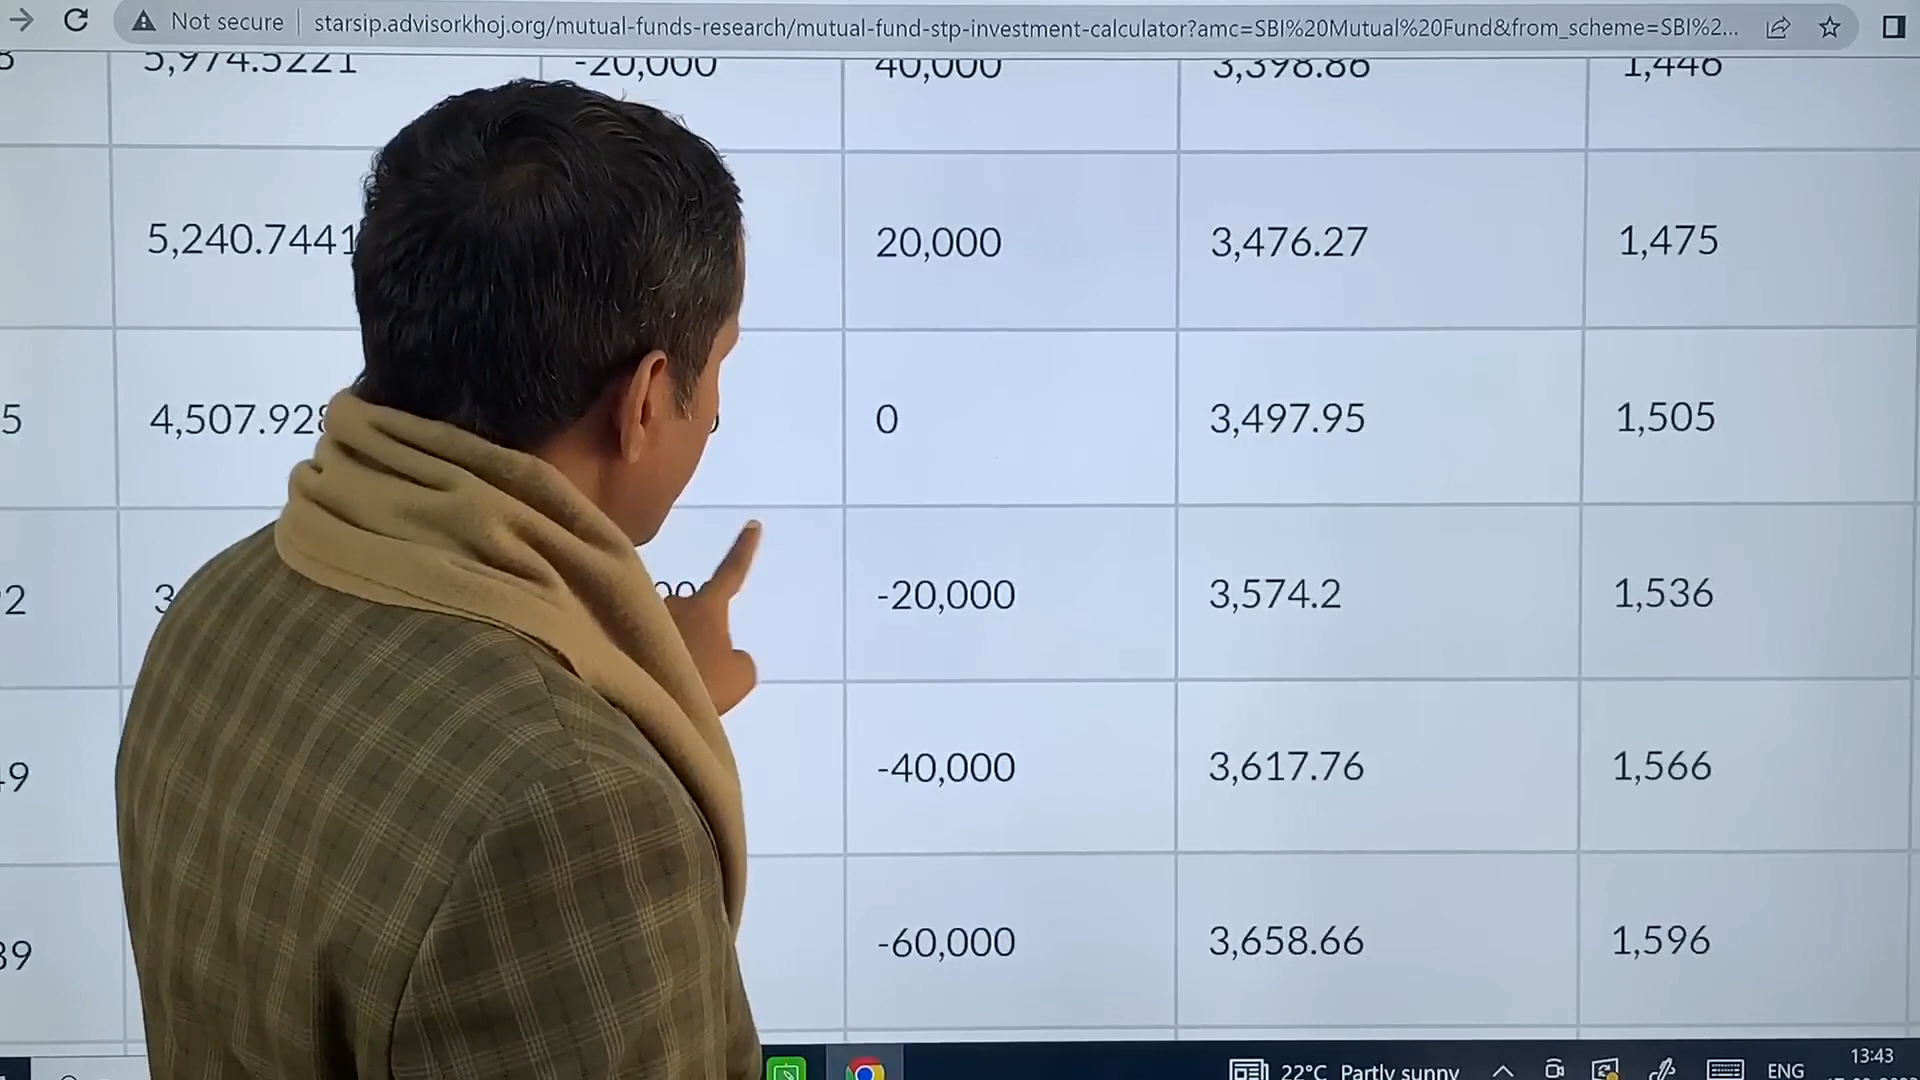 Not secure starsip.advisorkhoj.org/mutual-funds-research/mutual-fund-stp-investment-calculator?amc=SBI%20Mutual%20Fund&from_scheme=SBI%2...
5,974.5221 -20,000 40,000 3,398.86 1,446
5,240.7441 20,000 3,476.27 1,475
5 4,507.928 0 3,497.95 1,505
2 3 -20,000 3,574.2 1,536
49 -40,000 3,617.76 1,566
39 -60,000 3,658.66 1,596
22°C Partly sunny ENG 13:43